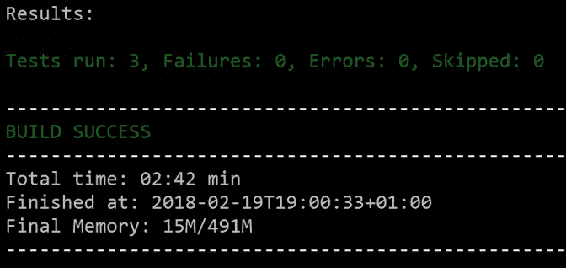 Results:
Tests run: 3, Failures: 0, Errors: 0, Skipped: 0
------------------------------------------------
BUILD SUCCESS
------------------------------------------------
Total time: 02:42 min
Finished at: 2018-02-19T19:00:33+01:00
Final Memory: 15M/491M
------------------------------------------------